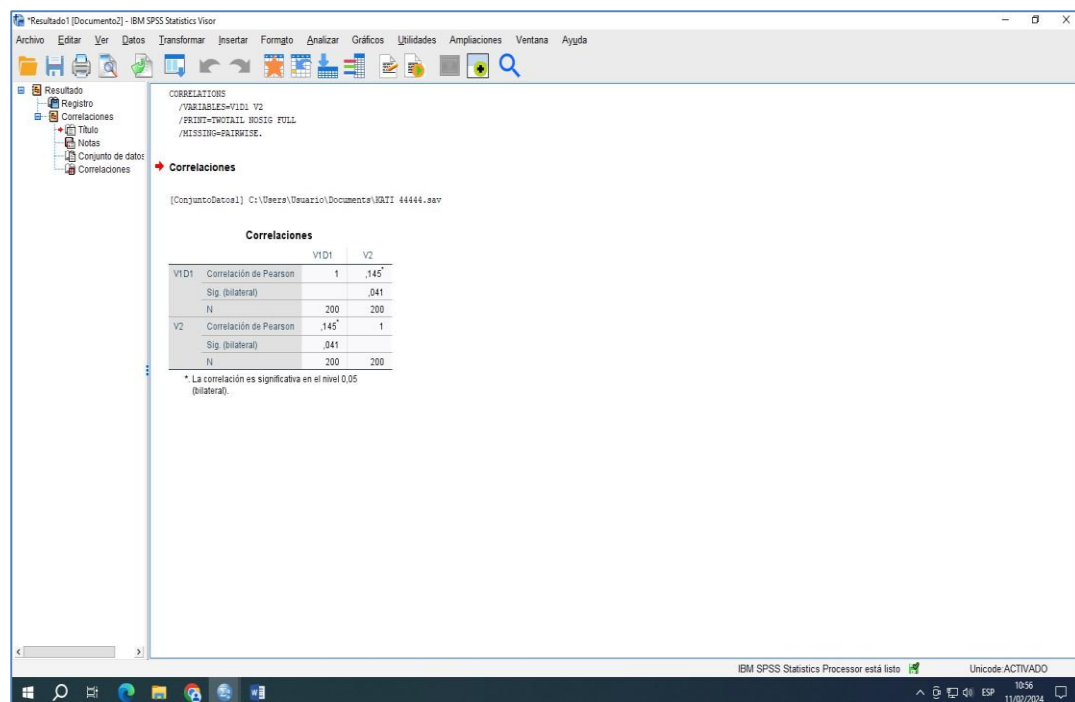 *Resultado1 [Documento2] - IBM SPSS Statistics Visor
Archivo Editar Ver Datos Transformar Insertar Formato Analizar Gráficos Utilidades Ampliaciones Ventana Ayuda
Resultado
Registro
Correlaciones
Título
Notas
Conjunto de datos
Correlaciones
CORRELATIONS
/VARIABLES=V1D1 V2
/PRINT=TWOTAIL NOSIG FULL
/MISSING=PAIRWISE.
Correlaciones
[ConjuntoDatos1] C:\Users\Usuario\Documents\KATI 44444.sav
Correlaciones
V1D1 V2
V1D1 Correlación de Pearson 1 ,145*
Sig. (bilateral) ,041
N 200 200
V2 Correlación de Pearson ,145* 1
Sig. (bilateral) ,041
N 200 200
*. La correlación es significativa en el nivel 0,05
(bilateral).
IBM SPSS Statistics Processor está listo Unicode:ACTIVADO
ESP 10:56
11/02/2024